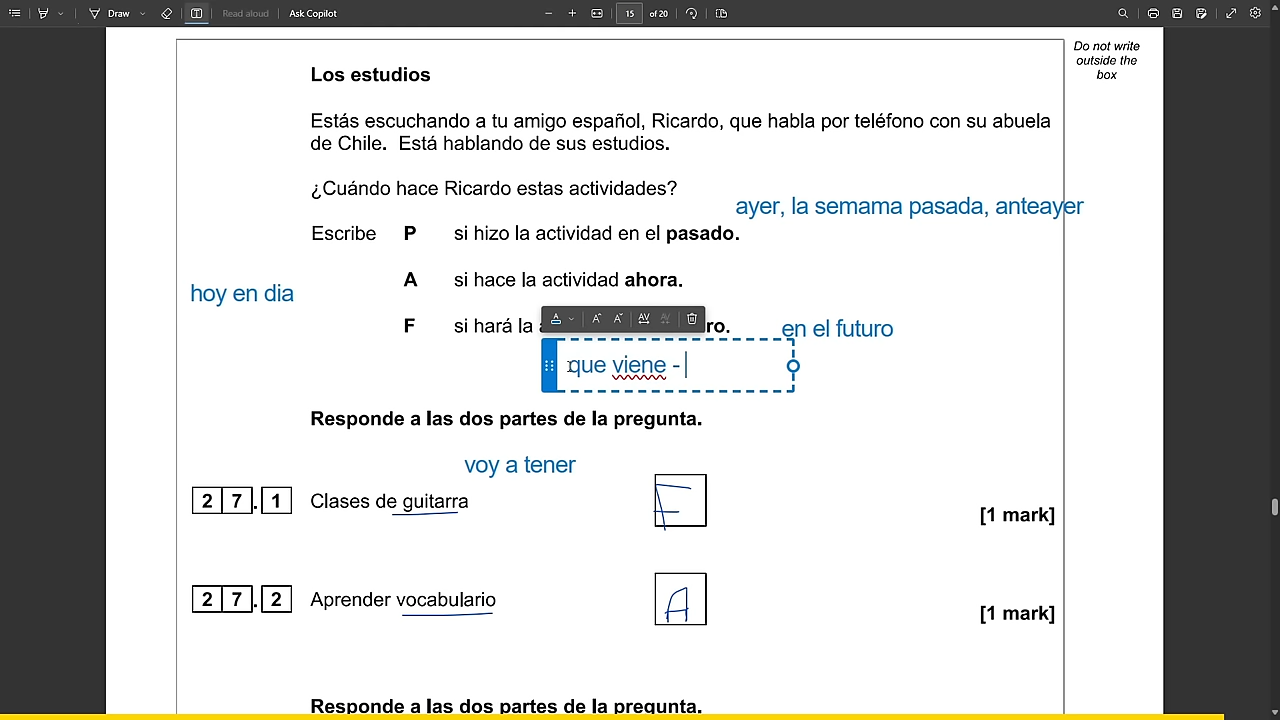 Draw
Read aloud
Ask Copilot
15
of 20
Do not write
outside the
box
Los estudios
Estás escuchando a tu amigo español, Ricardo, que habla por teléfono con su abuela
de Chile. Está hablando de sus estudios.
¿Cuándo hace Ricardo estas actividades?
ayer, la semama pasada, anteayer
Escribe P si hizo la actividad en el pasado.
A si hace la actividad ahora.
hoy en dia
F si hará la
ro.
en el futuro
que viene -
Responde a las dos partes de la pregunta.
voy a tener
27.1 Clases de guitarra F
[1 mark]
27.2 Aprender vocabulario A
[1 mark]
Responde a las dos partes de la pregunta.